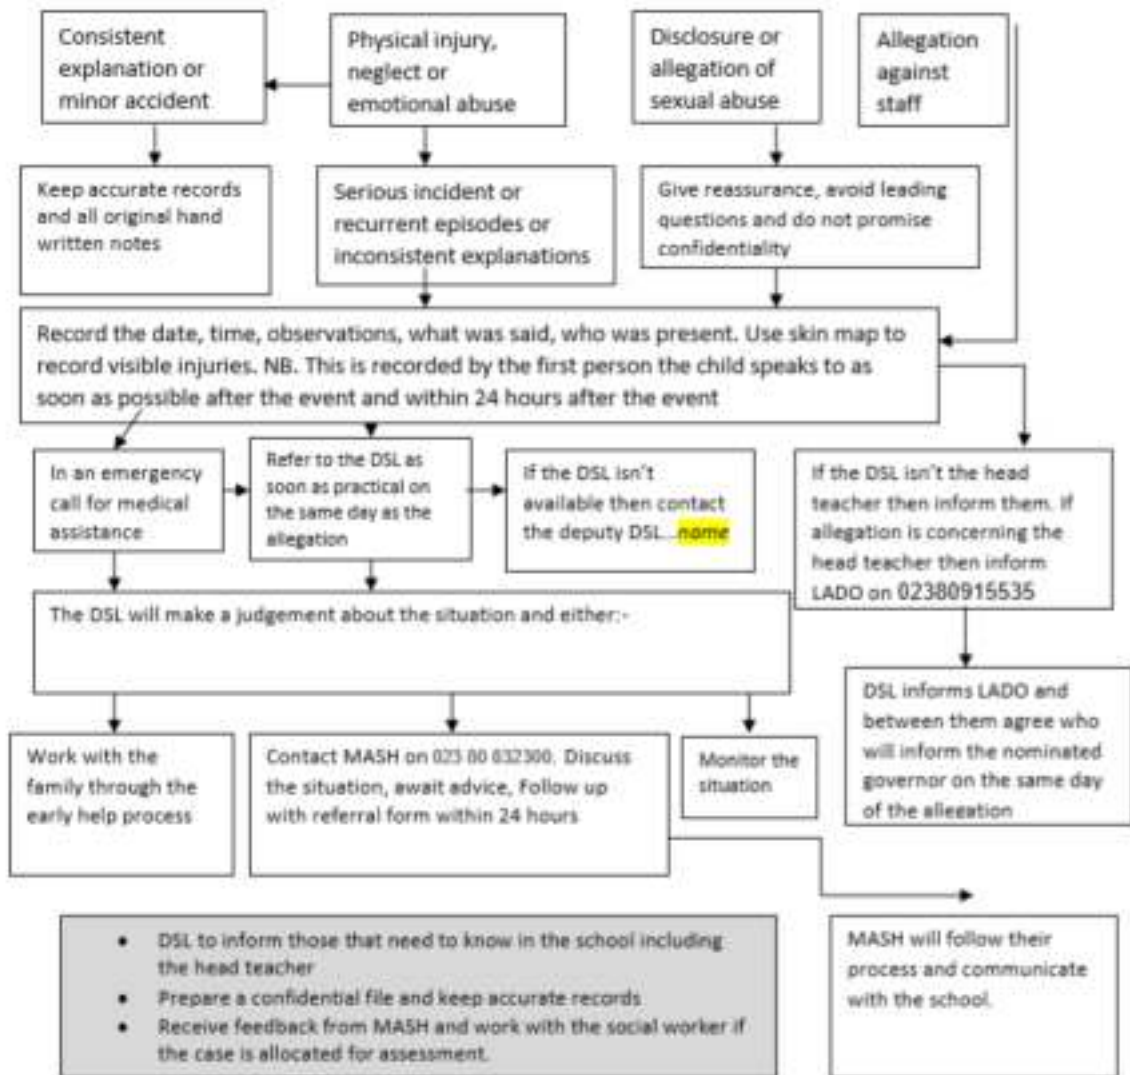 Consistent
explanation or
minor accident
Physical injury,
neglect or
emotional abuse
Disclosure or
allegation of
sexual abuse
Allegation
against
staff
Keep accurate records
and all original hand
written notes
Serious incident or
recurrent episodes or
inconsistent explanations
Give reassurance, avoid leading
questions and do not promise
confidentiality
Record the date, time, observations, what was said, who was present. Use skin map to
record visible injuries. NB. This is recorded by the first person the child speaks to as
soon as possible after the event and within 24 hours after the event
In an emergency
call for medical
assistance
Refer to the DSL as
soon as practical on
the same day as the
allegation
If the DSL isn't
available then contact
the deputy DSL...name
If the DSL isn't the head
teacher then inform them. If
allegation is concerning the
head teacher then inform
LADO on 02380915535
The DSL will make a judgement about the situation and either:-
DSL informs LADO and
between them agree who
will inform the nominated
governor on the same day
of the allegation
Work with the
family through the
early help process
Contact MASH on 023 80 832300. Discuss
the situation, await advice, Follow up
with referral form within 24 hours
Monitor the
situation
• DSL to inform those that need to know in the school including
the head teacher
• Prepare a confidential file and keep accurate records
• Receive feedback from MASH and work with the social worker if
the case is allocated for assessment.
MASH will follow their
process and communicate
with the school.